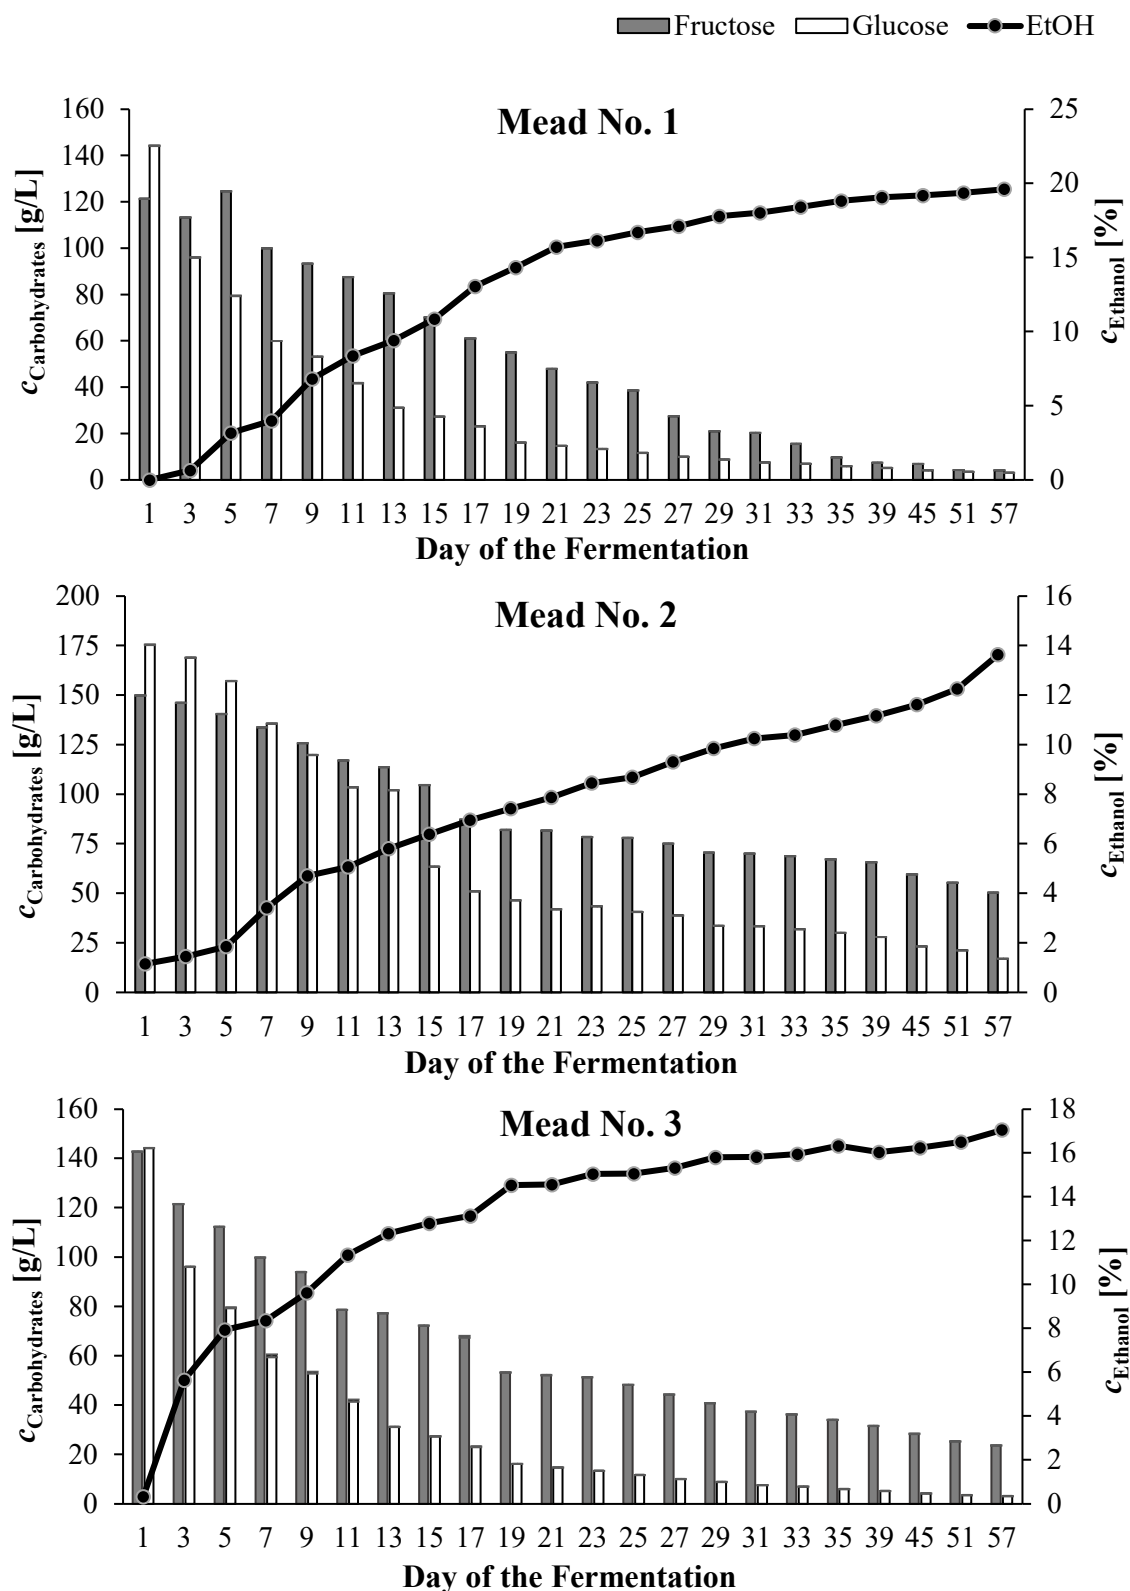 Fructose Glucose EtOH
Mead No. 1
160 140 120 100 80 60 40 20 0
c Carbohydrates [g/L]
25 20 15 10 5 0
c Ethanol [%]
1 3 5 7 9 11 13 15 17 19 21 23 25 27 29 31 33 35 39 45 51 57
Day of the Fermentation
Mead No. 2
200 175 150 125 100 75 50 25 0
c Carbohydrates [g/L]
16 14 12 10 8 6 4 2 0
c Ethanol [%]
1 3 5 7 9 11 13 15 17 19 21 23 25 27 29 31 33 35 39 45 51 57
Day of the Fermentation
Mead No. 3
160 140 120 100 80 60 40 20 0
c Carbohydrates [g/L]
18 16 14 12 10 8 6 4 2 0
c Ethanol [%]
1 3 5 7 9 11 13 15 17 19 21 23 25 27 29 31 33 35 39 45 51 57
Day of the Fermentation